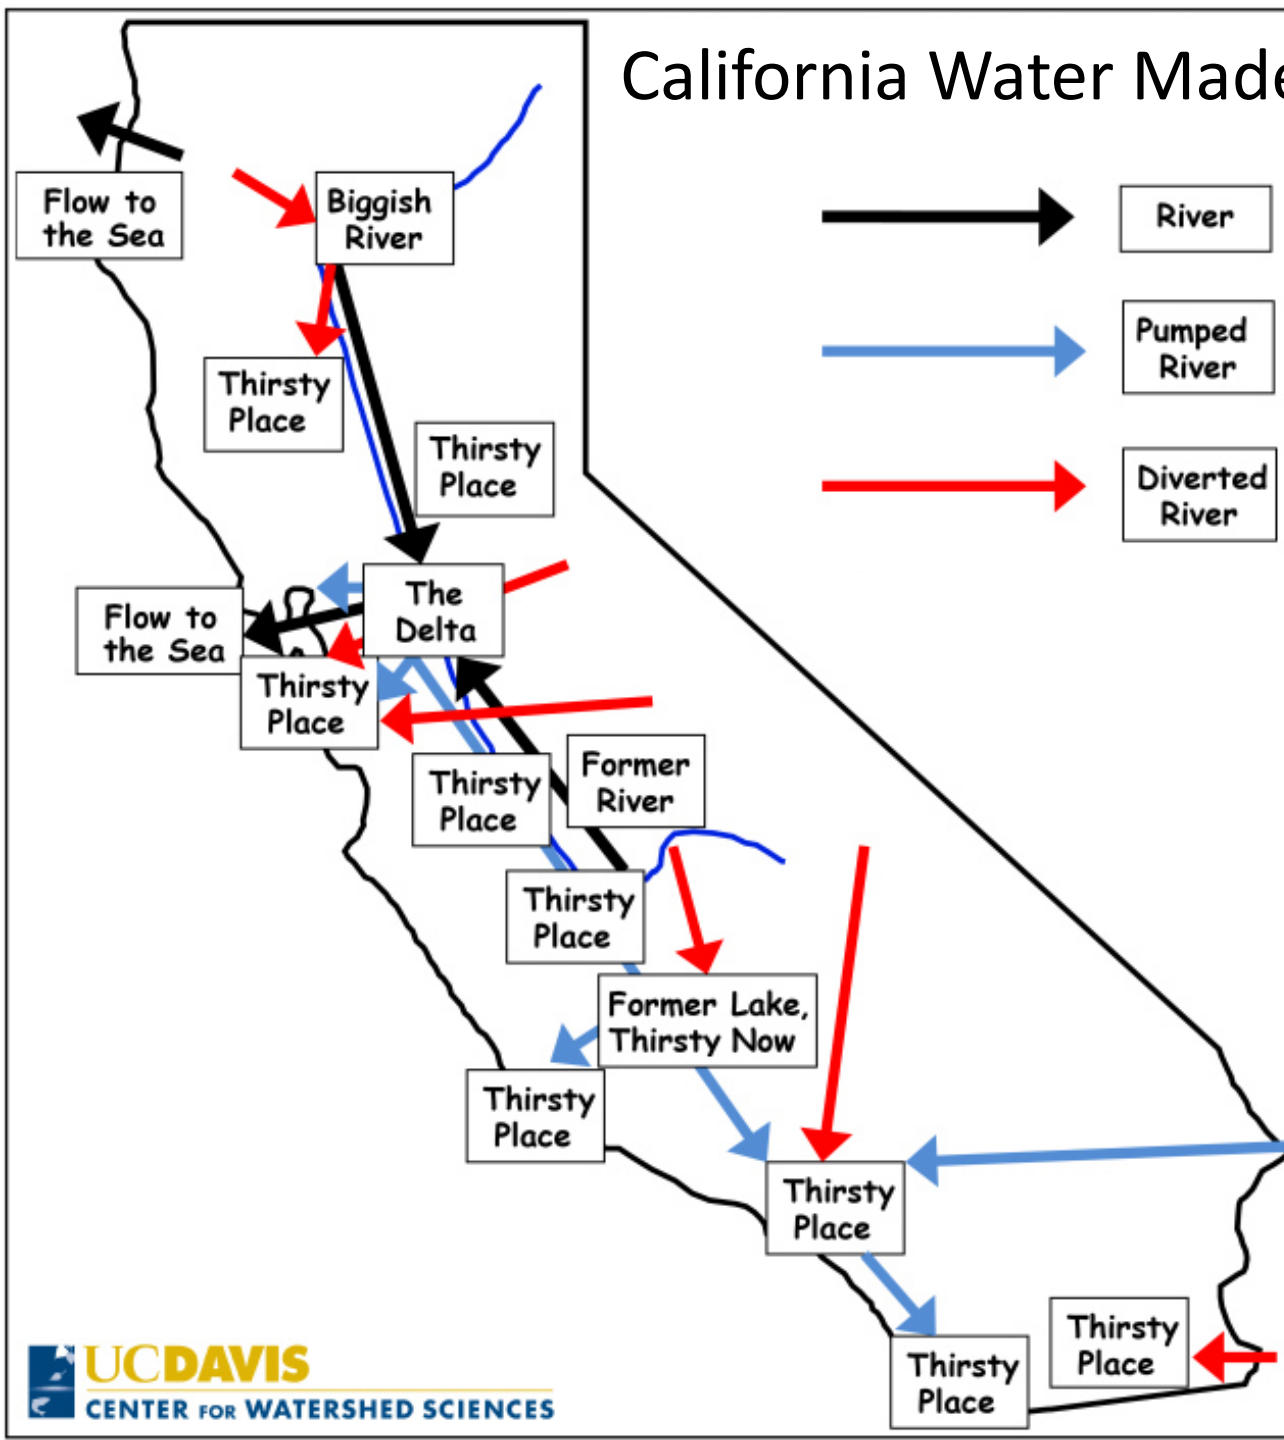 California Water Made
Flow to
the Sea
Biggish
River
River
Pumped
River
Thirsty
Place
Thirsty
Place
Diverted
River
The
Delta
Flow to
the Sea
Thirsty
Place
Thirsty
Place
Former
River
Thirsty
Place
Former Lake,
Thirsty Now
Thirsty
Place
Thirsty
Place
Thirsty
Place
Thirsty
Place
UCDAVIS
CENTER FOR WATERSHED SCIENCES